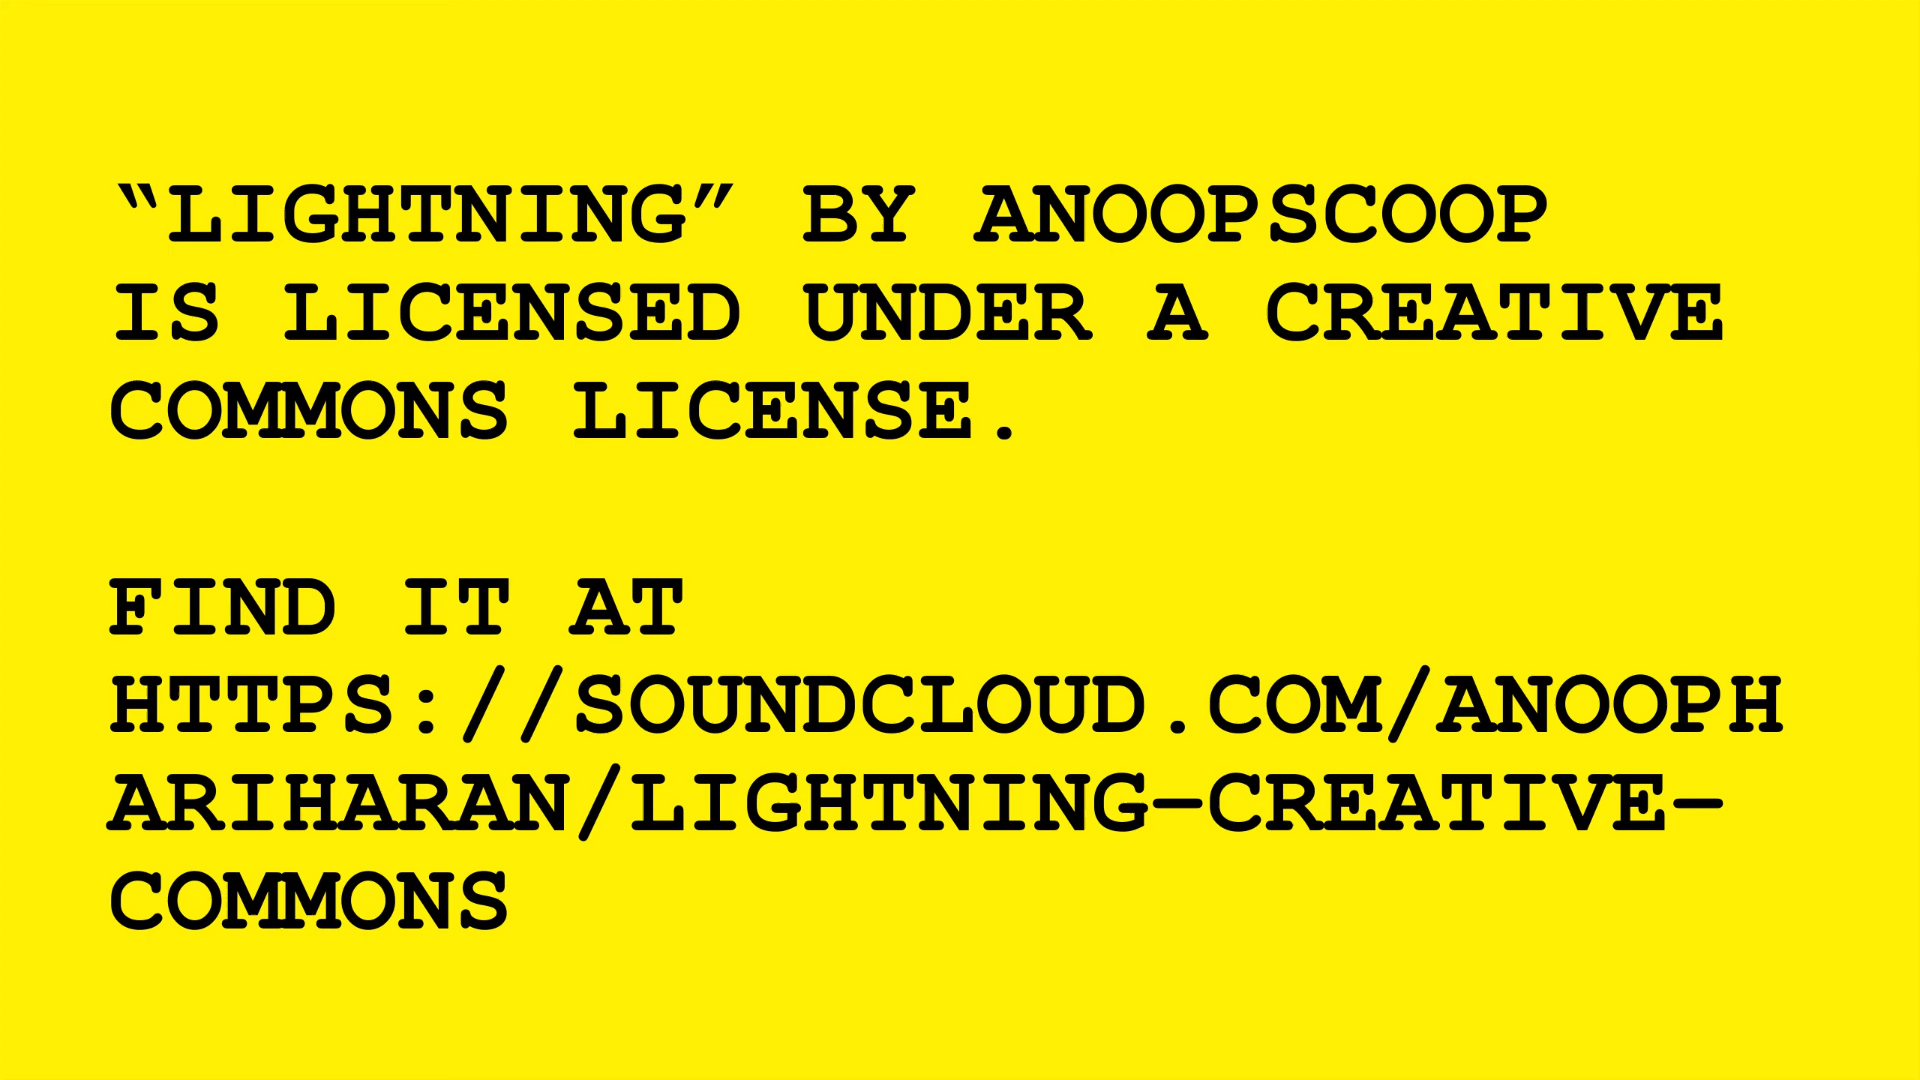 “LIGHTNING” BY ANOOPSCOOP
IS LICENSED UNDER A CREATIVE
COMMONS LICENSE.
FIND IT AT
HTTPS://SOUNDCLOUD.COM/ANOOPH
ARIHARAN/LIGHTNING-CREATIVE-
COMMONS